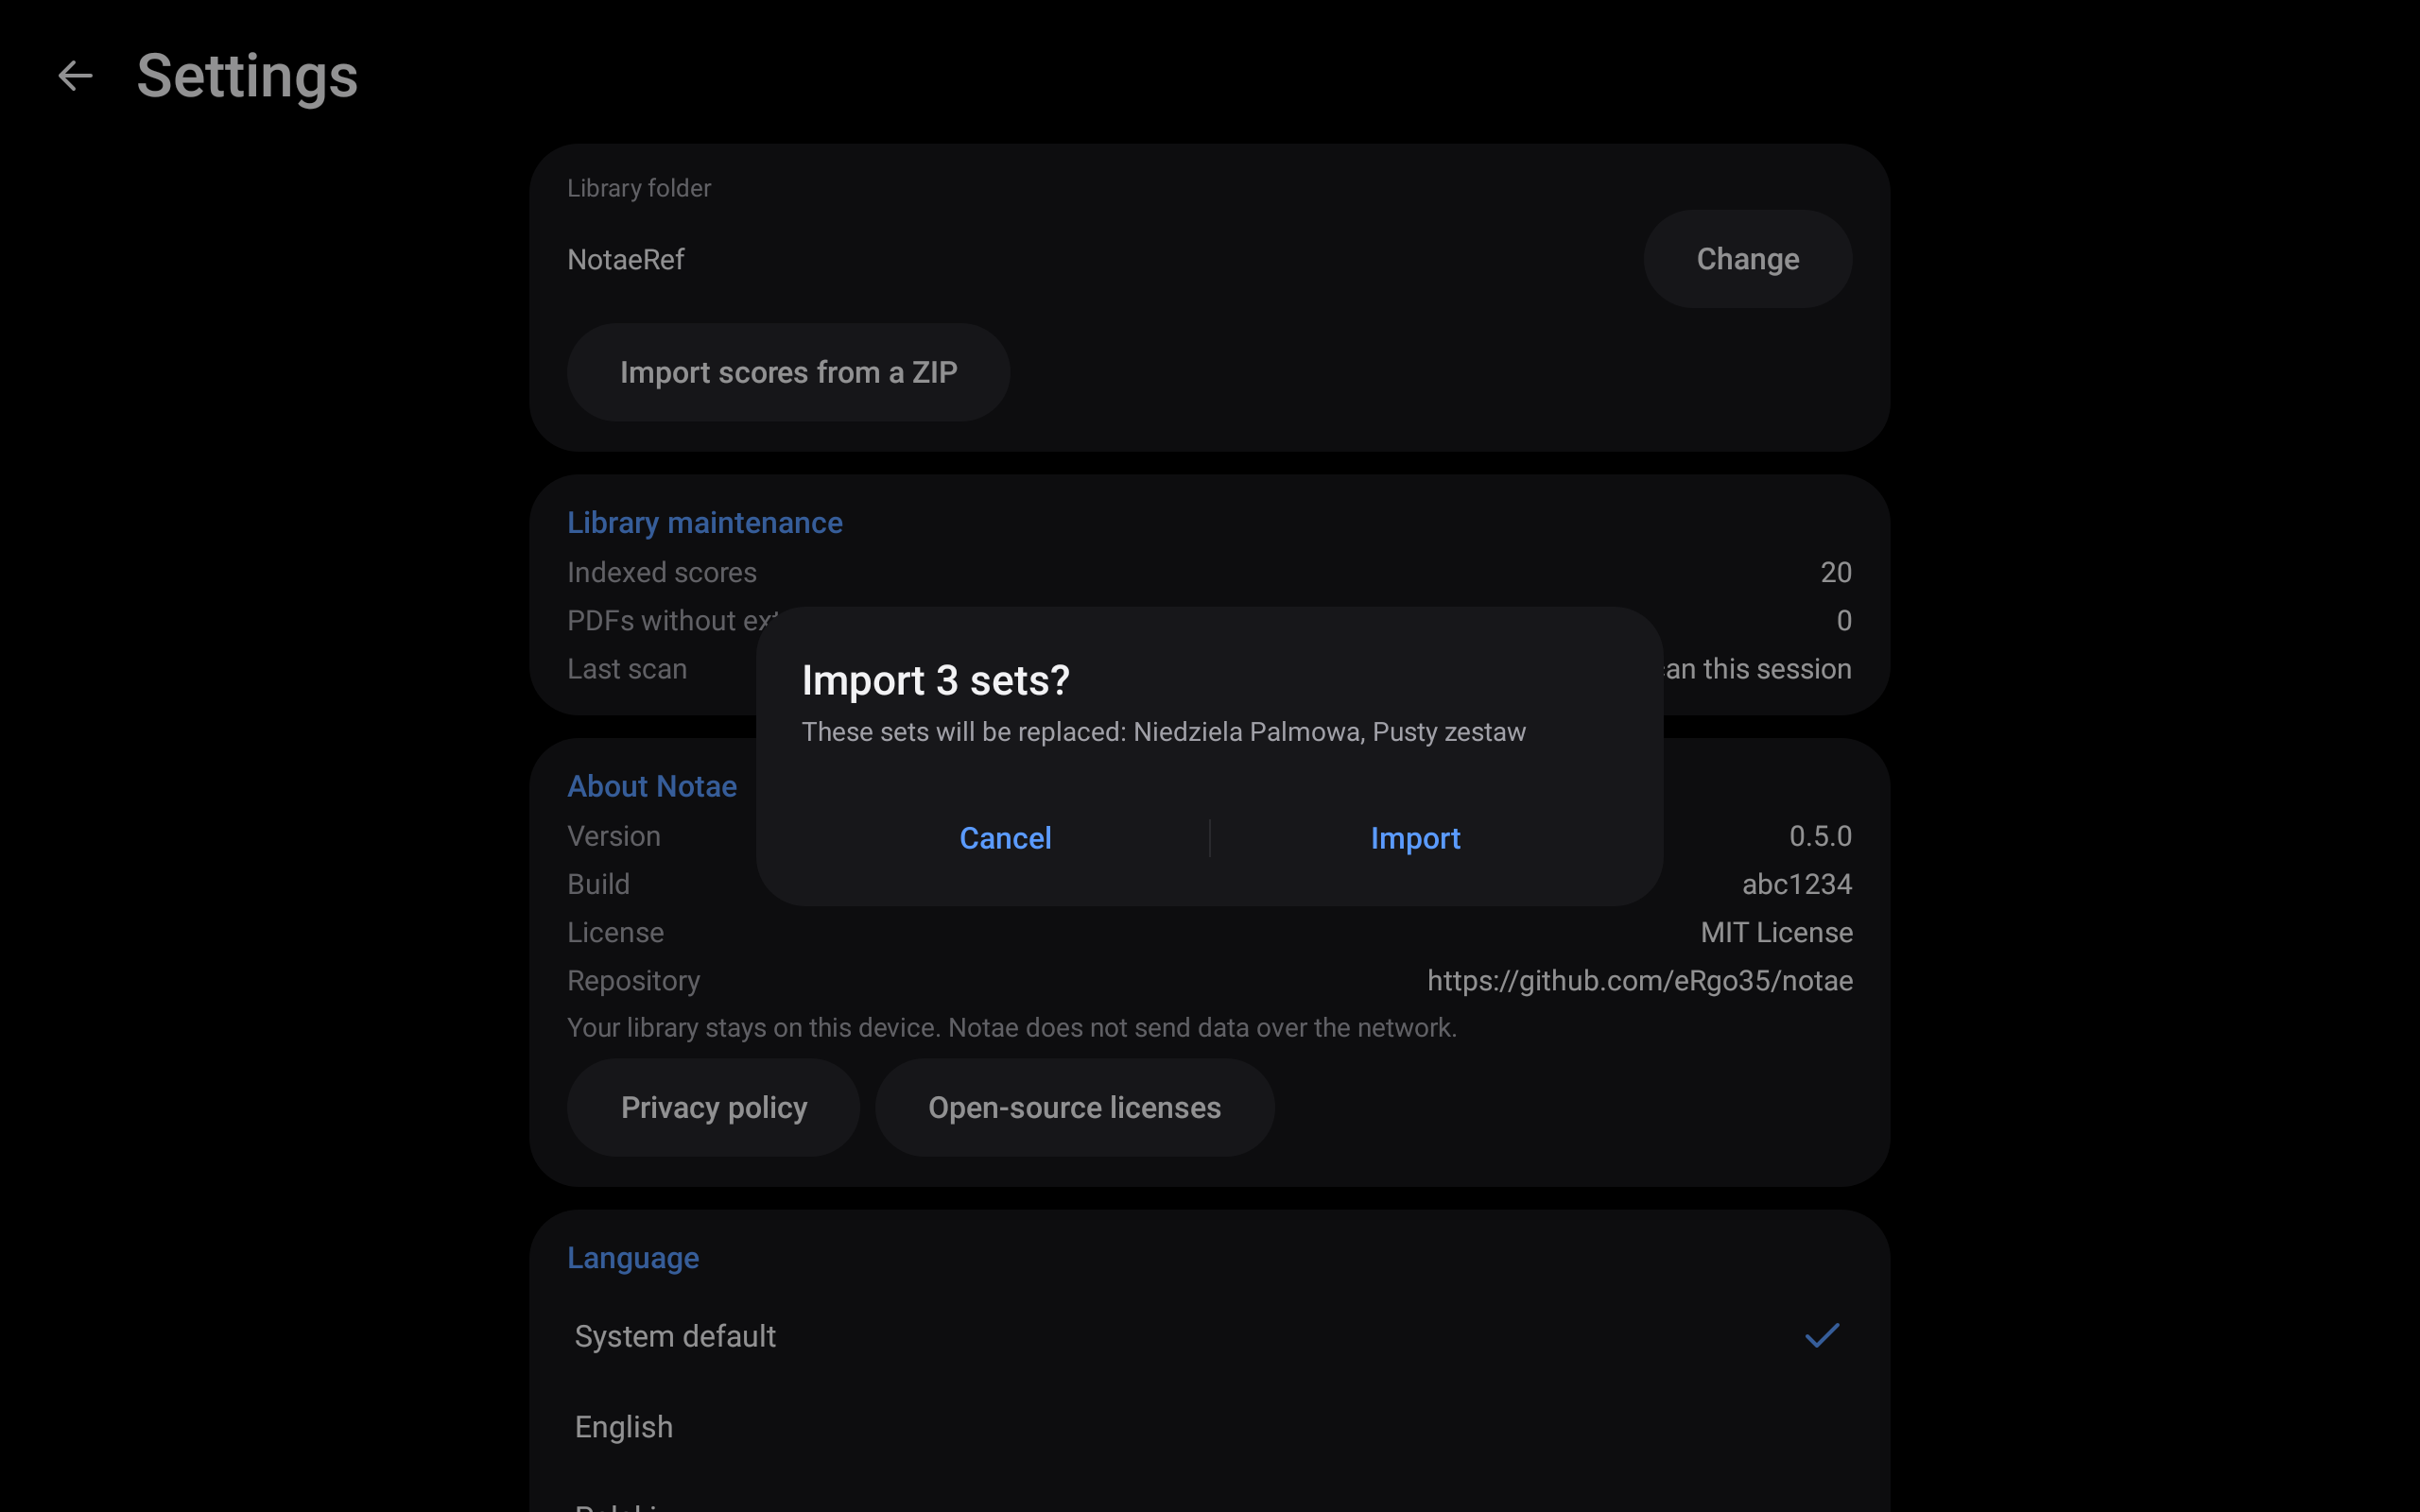 Settings
Library folder
NotaeRef
Change
Import scores from a ZIP
Library maintenance
Indexed scores 20
PDFs without 0
Last scan this session
Import 3 sets?
These sets will be replaced: Niedziela Palmowa, Pusty zestaw
Cancel Import
About Notae
Version 0.5.0
Build abc1234
License MIT License
Repository https://github.com/eRgo35/notae
Your library stays on this device. Notae does not send data over the network.
Privacy policy Open-source licenses
Language
System default
English